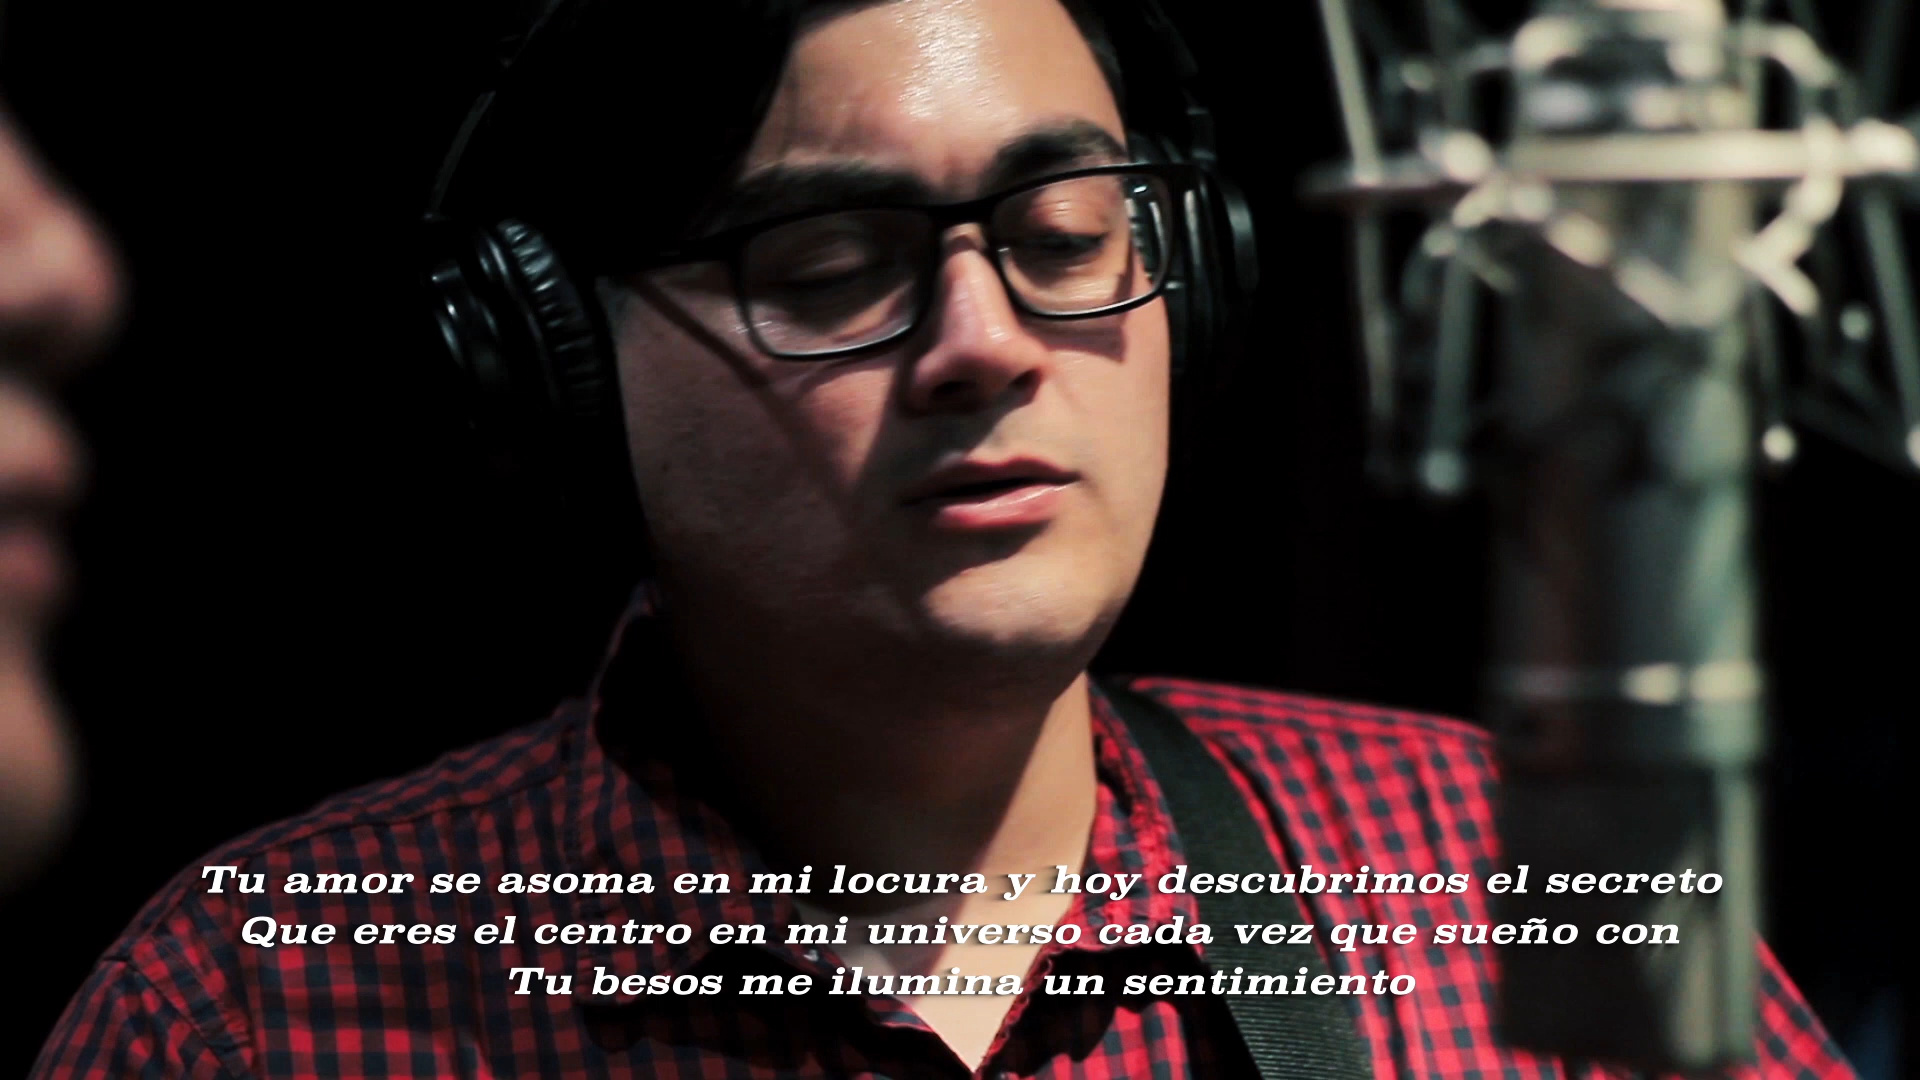 Tu amor se asoma en mi locura y hoy descubrimos el secreto
Que eres el centro en mi universo cada vez que sueño con
Tu besos me ilumina un sentimiento